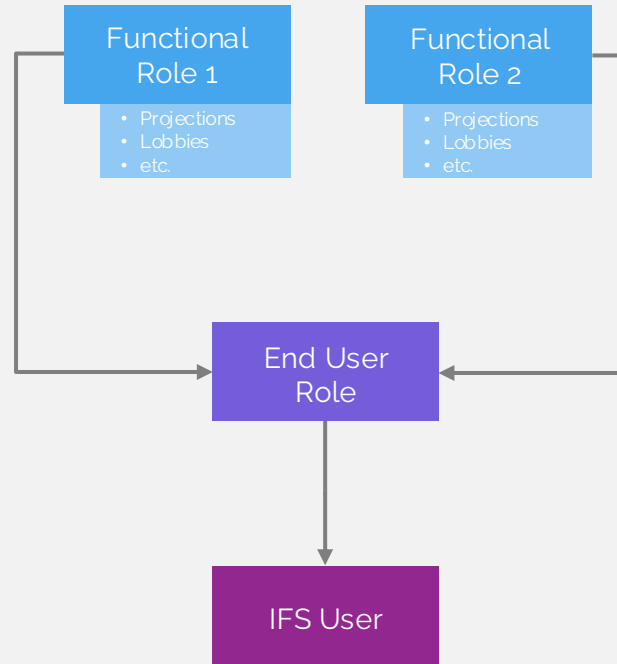 Functional
Role 1
• Projections
• Lobbies
• etc.
Functional
Role 2
• Projections
• Lobbies
• etc.
End User
Role
IFS User